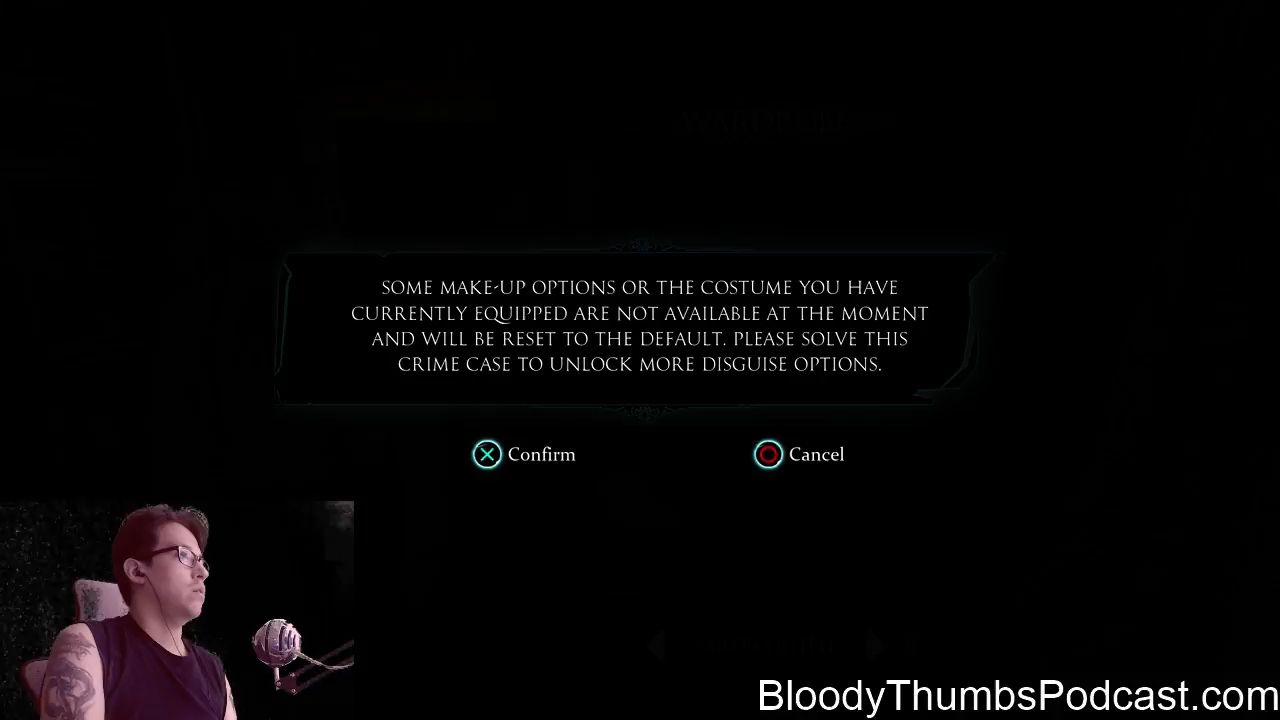 SOME MAKE-UP OPTIONS OR THE COSTUME YOU HAVE
CURRENTLY EQUIPPED ARE NOT AVAILABLE AT THE MOMENT
AND WILL BE RESET TO THE DEFAULT. PLEASE SOLVE THIS
CRIME CASE TO UNLOCK MORE DISGUISE OPTIONS.
Confirm
Cancel
BloodyThumbsPodcast.com